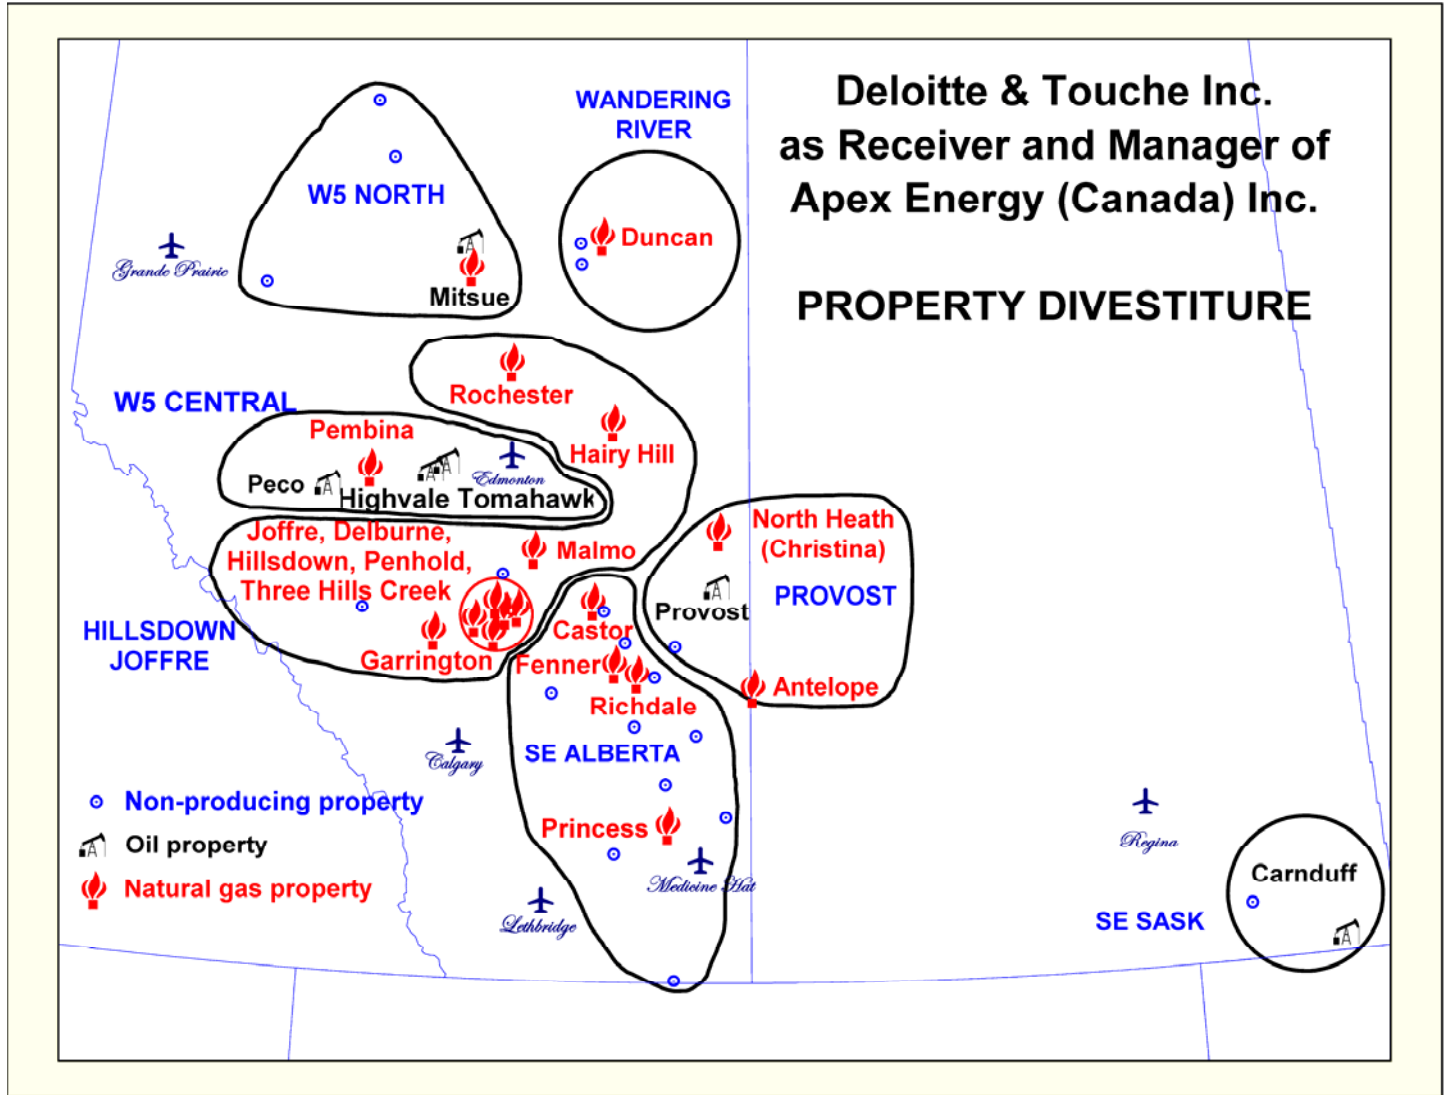 Deloitte & Touche Inc.
as Receiver and Manager of
Apex Energy (Canada) Inc.
PROPERTY DIVESTITURE
WANDERING
RIVER
W5 NORTH
Duncan
Grande Prairie
Mitsue
Rochester
W5 CENTRAL
Pembina
Hairy Hill
Peco
Edmonton
Highvale Tomahawk
North Heath
(Christina)
Joffre, Delburne,
Hillsdown, Penhold,
Three Hills Creek
Malmo
PROVOST
Provost
HILLSDOWN
JOFFRE
Castor
Garrington
Fenner
Antelope
Richdale
SE ALBERTA
Calgary
Non-producing property
Oil property
Natural gas property
Princess
Medicine Hat
Lethbridge
Regina
Carnduff
SE SASK